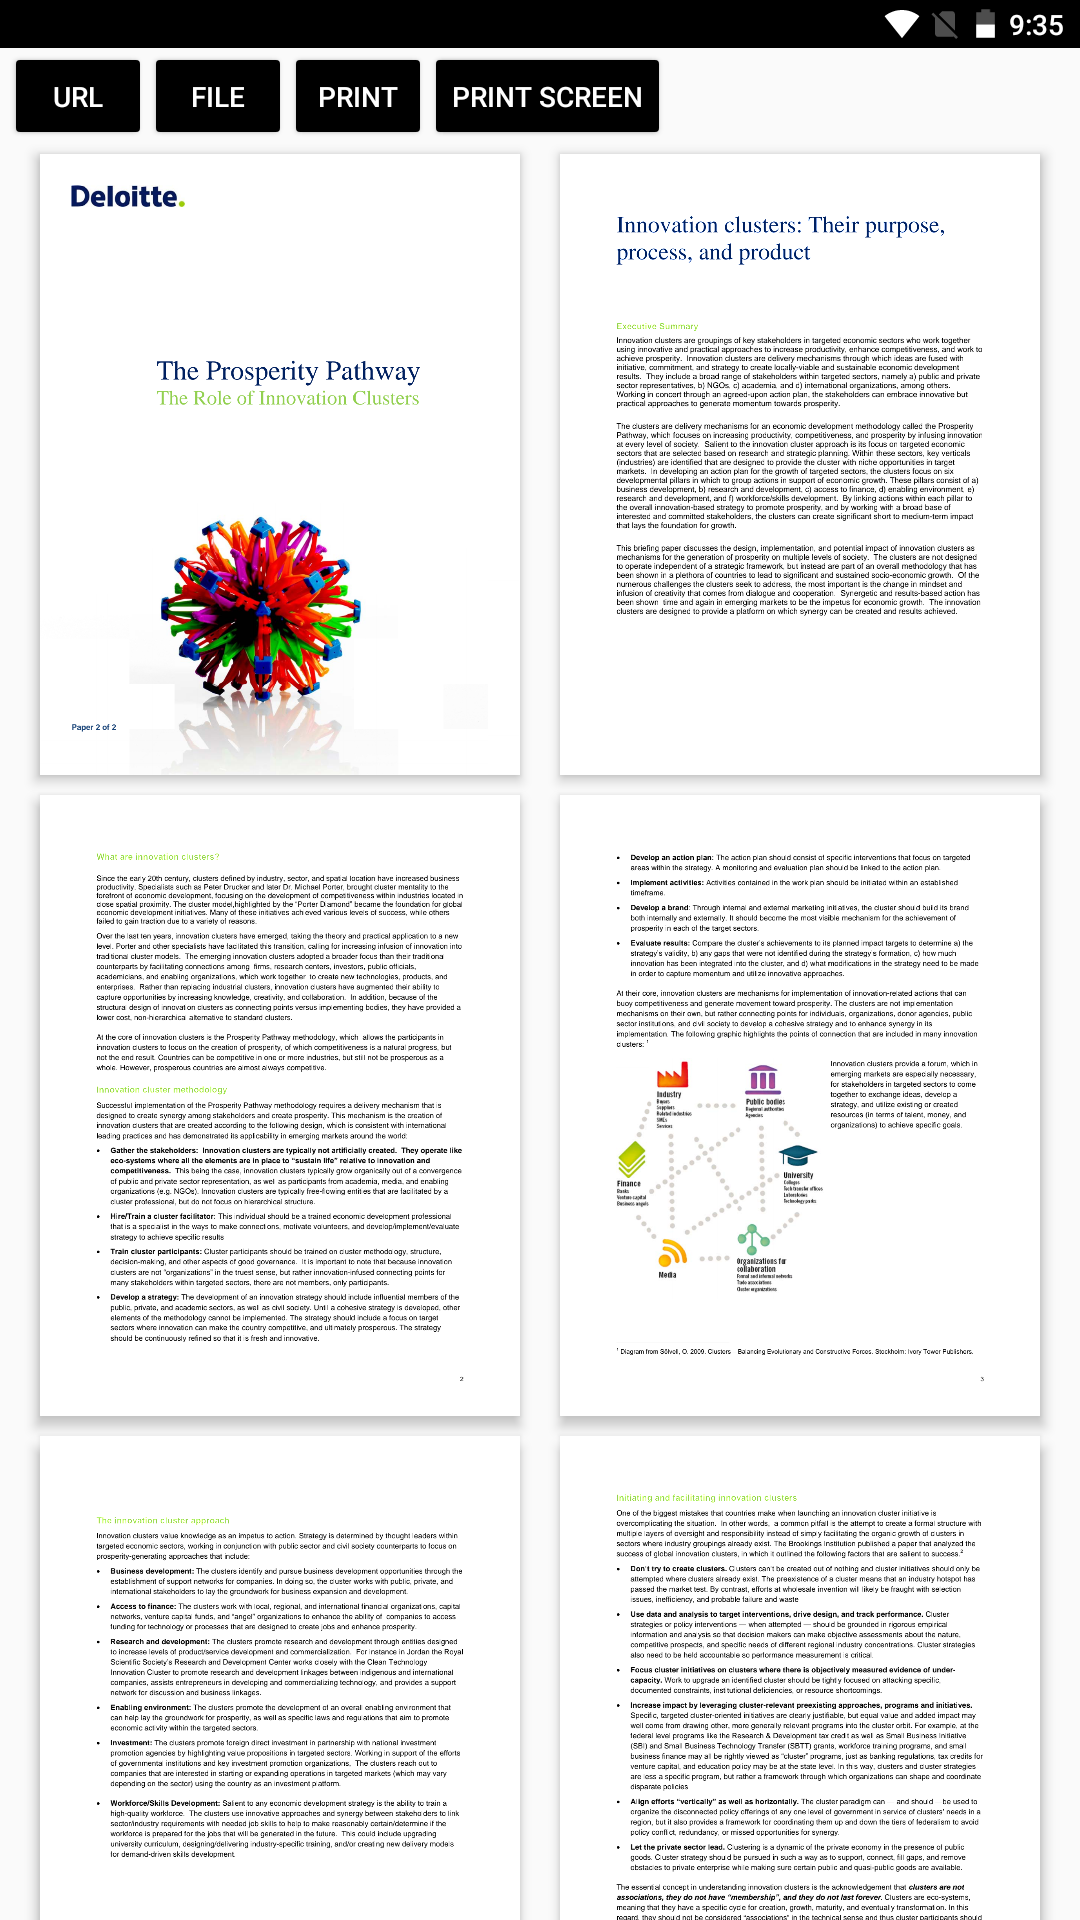 9:35
URL
FILE
PRINT
PRINT SCREEN
Deloitte.
The Prosperity Pathway
The Role of Innovation Clusters
Paper 2 of 2
Innovation clusters: Their purpose,
process, and product
Executive Summary
Innovation clusters are groupings of key stakeholders in targeted economic sectors who work together
using innovative and practical approaches to increase productivity, enhance competitiveness, and work to
achieve prosperity. Innovation clusters are delivery mechanisms through which ideas are fused with
initiative, commitment, and strategy to create locally-viable and sustainable economic development
results. They include a broad range of stakeholders within targeted sectors, namely a) public and private
sector representatives, b) NGOs, c) academia, and d) international organizations, among others.
Working in concert through an agreed-upon action plan, the stakeholders can embrace innovative but
practical approaches to generate momentum towards prosperity.
The clusters are delivery mechanisms for an economic development methodology called the Prosperity
Pathway, which focuses on increasing productivity, competitiveness, and prosperity by infusing innovation
at every level of society. Salient to the innovation cluster approach is its focus on targeted economic
sectors that are selected based on research and strategic planning. Within these sectors, key verticals
(industries) are identified that are designed to provide the cluster with niche opportunities in target
markets. In developing an action plan for the growth of targeted sectors, the clusters focus on six
developmental pillars in which to group actions in support of economic growth. These pillars consist of a)
business development, b) research and development, c) access to finance, d) enabling environment, e)
research and development, and f) workforce/skills development. By linking actions within each pillar to
the overall innovation-based strategy to promote prosperity, and by working with a broad base of
interested and committed stakeholders, the clusters can create significant short to medium-term impact
that lays the foundation for growth.
This briefing paper discusses the design, implementation, and potential impact of innovation clusters as
mechanisms for the generation of prosperity on multiple levels of society. The clusters are not designed
to operate independent of a strategic framework, but instead are part of an overall methodology that has
been shown in a plethora of countries to lead to significant and sustained socio-economic growth. Of the
numerous challenges the clusters seek to address, the most important is the change in mindset and
infusion of creativity that comes from dialogue and cooperation. Synergetic and results-based action has
been shown time and again in emerging markets to be the impetus for economic growth. The innovation
clusters are designed to provide a platform on which synergy can be created and results achieved.
What are innovation clusters?
Since the early 20th century, clusters defined by industry, sector, and spatial location have increased business
productivity. Specialists such as Peter Drucker and later Dr. Michael Porter, brought cluster mentality to the
forefront of economic development, focusing on the development of competitiveness within industries located in
close spatial proximity. The cluster model,highlighted by the "Porter Diamond" became the foundation for global
economic development initiatives. Many of these initiatives achieved various levels of success, while others
failed to gain traction due to a variety of reasons.
Over the last ten years, innovation clusters have emerged, taking the theory and practical application to a new
level. Porter and other specialists have facilitated this transition, calling for increasing infusion of innovation into
traditional cluster models. The emerging innovation clusters adopted a broader focus than their traditional
counterparts by facilitating connections among firms, research centers, investors, public officials,
academicians, and enabling organizations, which work together to create new technologies, products, and
enterprises. Rather than replacing industrial clusters, innovation clusters have augmented their ability to
capture opportunities by increasing knowledge, creativity, and collaboration. In addition, because of the
structural design of innovation clusters as connecting points versus implementing bodies, they have provided a
lower cost, non-hierarchical alternative to standard clusters.
At the core of innovation clusters is the Prosperity Pathway methodology, which allows the participants in
innovation clusters to focus on the creation of prosperity, of which competitiveness is a natural progress, but
not the end result. Countries can be competitive in one or more industries, but still not be prosperous as a
whole. However, prosperous countries are almost always competitive.
Innovation cluster methodology
Successful implementation of the Prosperity Pathway methodology requires a delivery mechanism that is
designed to create synergy among stakeholders and create prosperity. This mechanism is the creation of
innovation clusters that are created according to the following design, which is consistent with international
leading practices and has demonstrated its applicability in emerging markets around the world:
• Gather the stakeholders: Innovation clusters are typically not artificially created. They operate like
eco-systems where all the elements are in place to "sustain life" relative to innovation and
competitiveness. This being the case, innovation clusters typically grow organically out of a convergence
of public and private sector representation, as well as participants from academia, media, and enabling
organizations (e.g. NGOs). Innovation clusters are typically free-flowing entities that are facilitated by a
cluster professional, but do not focus on hierarchical structure.
• Hire/Train a cluster facilitator: This individual should be a trained economic development professional
that is a specialist in the ways to make connections, motivate volunteers, and develop/implement/evaluate
strategy to achieve specific results
• Train cluster participants: Cluster participants should be trained on cluster methodology, structure,
decision-making, and other aspects of good governance. It is important to note that because innovation
clusters are not "organizations" in the truest sense, but rather innovation-infused connecting points for
many stakeholders within targeted sectors, there are not members, only participants.
• Develop a strategy: The development of an innovation strategy should include influential members of the
public, private, and academic sectors, as well as civil society. Until a cohesive strategy is developed, other
elements of the methodology cannot be implemented. The strategy should include a focus on target
sectors where innovation can make the country competitive, and ultimately prosperous. The strategy
should be continuously refined so that it is fresh and innovative.
2
• Develop an action plan: The action plan should consist of specific interventions that focus on targeted
areas within the strategy. A monitoring and evaluation plan should be linked to the action plan.
• Implement activities: Activities contained in the work plan should be initiated within an established
timeframe.
• Develop a brand: Through internal and external marketing initiatives, the cluster should build its brand
both internally and externally. It should become the most visible mechanism for the achievement of
prosperity in each of the target sectors.
• Evaluate results: Compare the cluster's achievements to its planned impact targets to determine a) the
strategy's validity, b) any gaps that were not identified during the strategy's formation, c) how much
innovation has been integrated into the cluster, and d) what modifications in the strategy need to be made
in order to capture momentum and utilize innovative approaches.
At their core, innovation clusters are mechanisms for implementation of innovation-related actions that can
buoy competitiveness and generate movement toward prosperity. The clusters are not implementation
mechanisms on their own, but rather connecting points for individuals, organizations, donor agencies, public
sector institutions, and civil society to develop a cohesive strategy and to enhance synergy in its
implementation. The following graphic highlights the points of connection that are included in many innovation
clusters: 1
Innovation clusters provide a forum, which in
emerging markets are especially necessary,
for stakeholders in targeted sectors to come
together to exchange ideas, develop a
strategy, and utilize existing or created
resources (in terms of talent, money, and
organizations) to achieve specific goals.
Industry
Buyers
Suppliers
Related industries
SMEs
Services
Public bodies
Regional authorities
Agencies
Finance
Banks
Venture capital
Business angels
University
Colleges
Tech transfer offices
Laboratories
Technology parks
Media
Organizations for
collaboration
Formal and informal networks
Trade associations
Cluster organizations
1 Diagram from Sölvell, O. 2009. Clusters Balancing Evolutionary and Constructive Forces. Stockholm: Ivory Tower Publishers.
3
The innovation cluster approach
Innovation clusters value knowledge as an impetus to action. Strategy is determined by thought leaders within
targeted economic sectors, working in conjunction with public sector and civil society counterparts to focus on
prosperity-generating approaches that include:
• Business development: The clusters identify and pursue business development opportunities through the
establishment of support networks for companies. In doing so, the cluster works with public, private, and
international stakeholders to lay the groundwork for business expansion and development.
• Access to finance: The clusters work with local, regional, and international financial organizations, capital
networks, venture capital funds, and "angel" organizations to enhance the ability of companies to access
funding for technology or processes that are designed to create jobs and enhance prosperity.
• Research and development: The clusters promote research and development through entities designed
to increase levels of product/service development and commercialization. For instance in Jordan the Royal
Scientific Society's Research and Development Center works closely with the Clean Technology
Innovation Cluster to promote research and development linkages between indigenous and international
companies, assists entrepreneurs in developing and commercializing technology, and provides a support
network for discussion and business linkages.
• Enabling environment: The clusters promote the development of an overall enabling environment that
can help lay the groundwork for prosperity, as well as specific laws and regulations that aim to promote
economic activity within the targeted sectors.
• Investment: The clusters promote foreign direct investment in partnership with national investment
promotion agencies by highlighting value propositions in targeted sectors. Working in support of the efforts
of governmental institutions and key investment promotion organizations, The clusters reach out to
companies that are interested in starting or expanding operations in targeted markets (which may vary
depending on the sector) using the country as an investment platform.
• Workforce/Skills Development: Salient to any economic development strategy is the ability to train a
high-quality workforce. The clusters use innovative approaches and synergy between stakeholders to link
sector/industry requirements with needed job skills to help to make reasonably certain/determine if the
workforce is prepared for the jobs that will be generated in the future. This could include upgrading
university curriculum, designing/delivering industry-specific training, and/or creating new delivery models
for demand-driven skills development.
Initiating and facilitating innovation clusters
One of the biggest mistakes that countries make when launching an innovation cluster initiative is
overcomplicating the situation. In other words, a common pitfall is the attempt to create a formal structure with
multiple layers of oversight and responsibility instead of simply facilitating the organic growth of clusters in
sectors where industry groupings already exist. The Brookings Institution published a paper that analyzed the
success of global innovation clusters, in which it outlined the following factors that are salient to success.2
• Don't try to create clusters. Clusters can't be created out of nothing and cluster initiatives should only be
attempted where clusters already exist. The preexistence of a cluster means that an industry hotspot has
passed the market test. By contrast, efforts at wholesale invention will likely be fraught with selection
issues, inefficiency, and probable failure and waste
• Use data and analysis to target interventions, drive design, and track performance. Cluster
strategies or policy interventions — when attempted — should be grounded in rigorous empirical
information and analysis so that decision makers can make objective assessments about the nature,
competitive prospects, and specific needs of different regional industry concentrations. Cluster strategies
also need to be held accountable so performance measurement is critical.
• Focus cluster initiatives on clusters where there is objectively measured evidence of under-
capacity. Work to upgrade an identified cluster should be tightly focused on attacking specific,
documented constraints, institutional deficiencies, or resource shortcomings.
• Increase impact by leveraging cluster-relevant preexisting approaches, programs and initiatives.
Specific, targeted cluster-oriented initiatives are clearly justifiable, but equal value and added impact may
well come from drawing other, more generally relevant programs into the cluster orbit. For example, at the
federal level programs like the Research & Development tax credit as well as Small Business Initiative
(SBI) and Small Business Technology Transfer (SBTT) grants, workforce training programs, and small
business finance may all be rightly viewed as "cluster" programs, just as banking regulations, tax credits for
venture capital, and education policy may be at the state level. In this way, clusters and cluster strategies
are less a specific program, but rather a framework through which organizations can shape and coordinate
disparate policies
• Align efforts "vertically" as well as horizontally. The cluster paradigm can and should be used to
organize the disconnected policy offerings of any one level of government in service of clusters' needs in a
region, but it also provides a framework for coordinating them up and down the tiers of federalism to avoid
policy conflict, redundancy, or missed opportunities for synergy.
• Let the private sector lead. Clustering is a dynamic of the private economy in the presence of public
goods. Cluster strategy should be pursued in such a way as to support, connect, fill gaps, and remove
obstacles to private enterprise while making sure certain public and quasi-public goods are available.
The essential concept in understanding innovation clusters is the acknowledgement that clusters are not
associations, they do not have "membership", and they do not last forever. Clusters are eco-systems,
meaning that they have a specific cycle for creation, growth, maturity, and eventually transformation. In this
regard, they should not be considered "associations" in the technical sense and thus cluster participants should